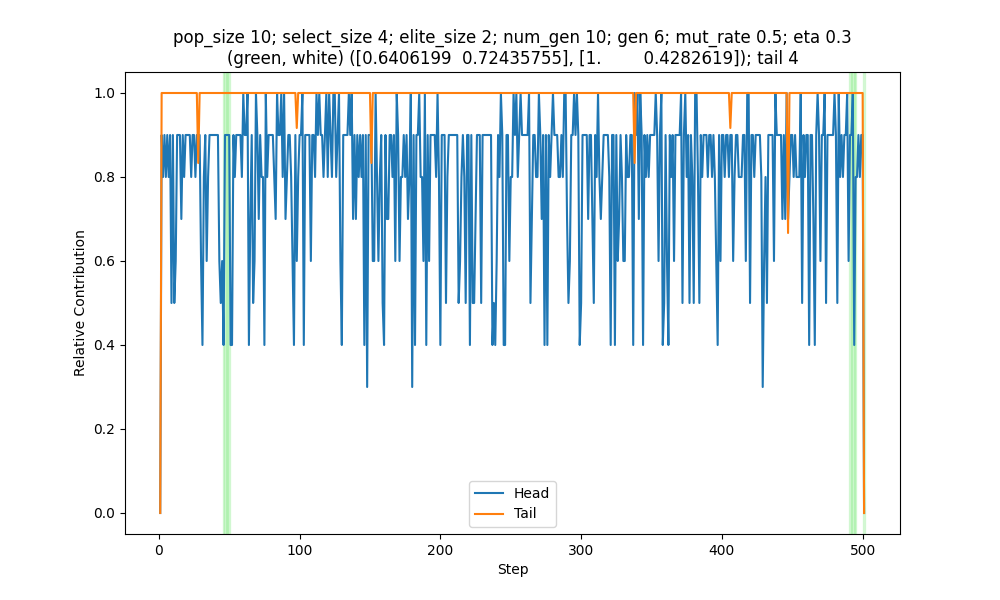 pop_size 10; select_size 4; elite_size 2; num_gen 10; gen 6; mut_rate 0.5; eta 0.3
(green, white) ([0.6406199  0.72435755], [1.         0.4282619]); tail 4
1.0
0.8
0.6
0.4
0.2
0.0
Relative Contribution
Head
Tail
0
100
200
300
400
500
Step